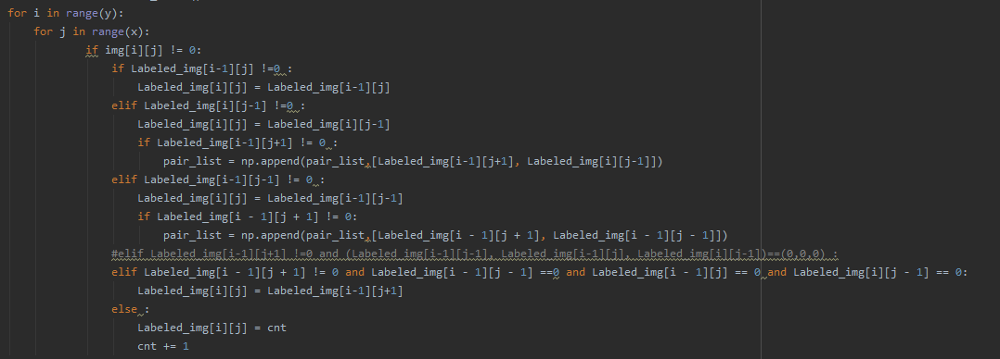 for i in range(y):
    for j in range(x):
            if img[i][j] != 0:
                if Labeled_img[i-1][j] !=0 :
                    Labeled_img[i][j] = Labeled_img[i-1][j]
                elif Labeled_img[i][j-1] !=0 :
                    Labeled_img[i][j] = Labeled_img[i][j-1]
                    if Labeled_img[i-1][j+1] != 0 :
                        pair_list = np.append(pair_list,[Labeled_img[i-1][j+1], Labeled_img[i][j-1]])
                elif Labeled_img[i-1][j-1] != 0 :
                    Labeled_img[i][j] = Labeled_img[i-1][j-1]
                    if Labeled_img[i - 1][j + 1] != 0:
                        pair_list = np.append(pair_list,[Labeled_img[i - 1][j + 1], Labeled_img[i - 1][j - 1]])
                #elif Labeled_img[i-1][j+1] !=0 and (Labeled_img[i-1][j-1], Labeled_img[i-1][j], Labeled_img[i][j-1])==(0,0,0) :
                elif Labeled_img[i - 1][j + 1] != 0 and Labeled_img[i - 1][j - 1] ==0 and Labeled_img[i - 1][j] == 0 and Labeled_img[i][j - 1] == 0:
                    Labeled_img[i][j] = Labeled_img[i-1][j+1]
                else :
                    Labeled_img[i][j] = cnt
                    cnt += 1